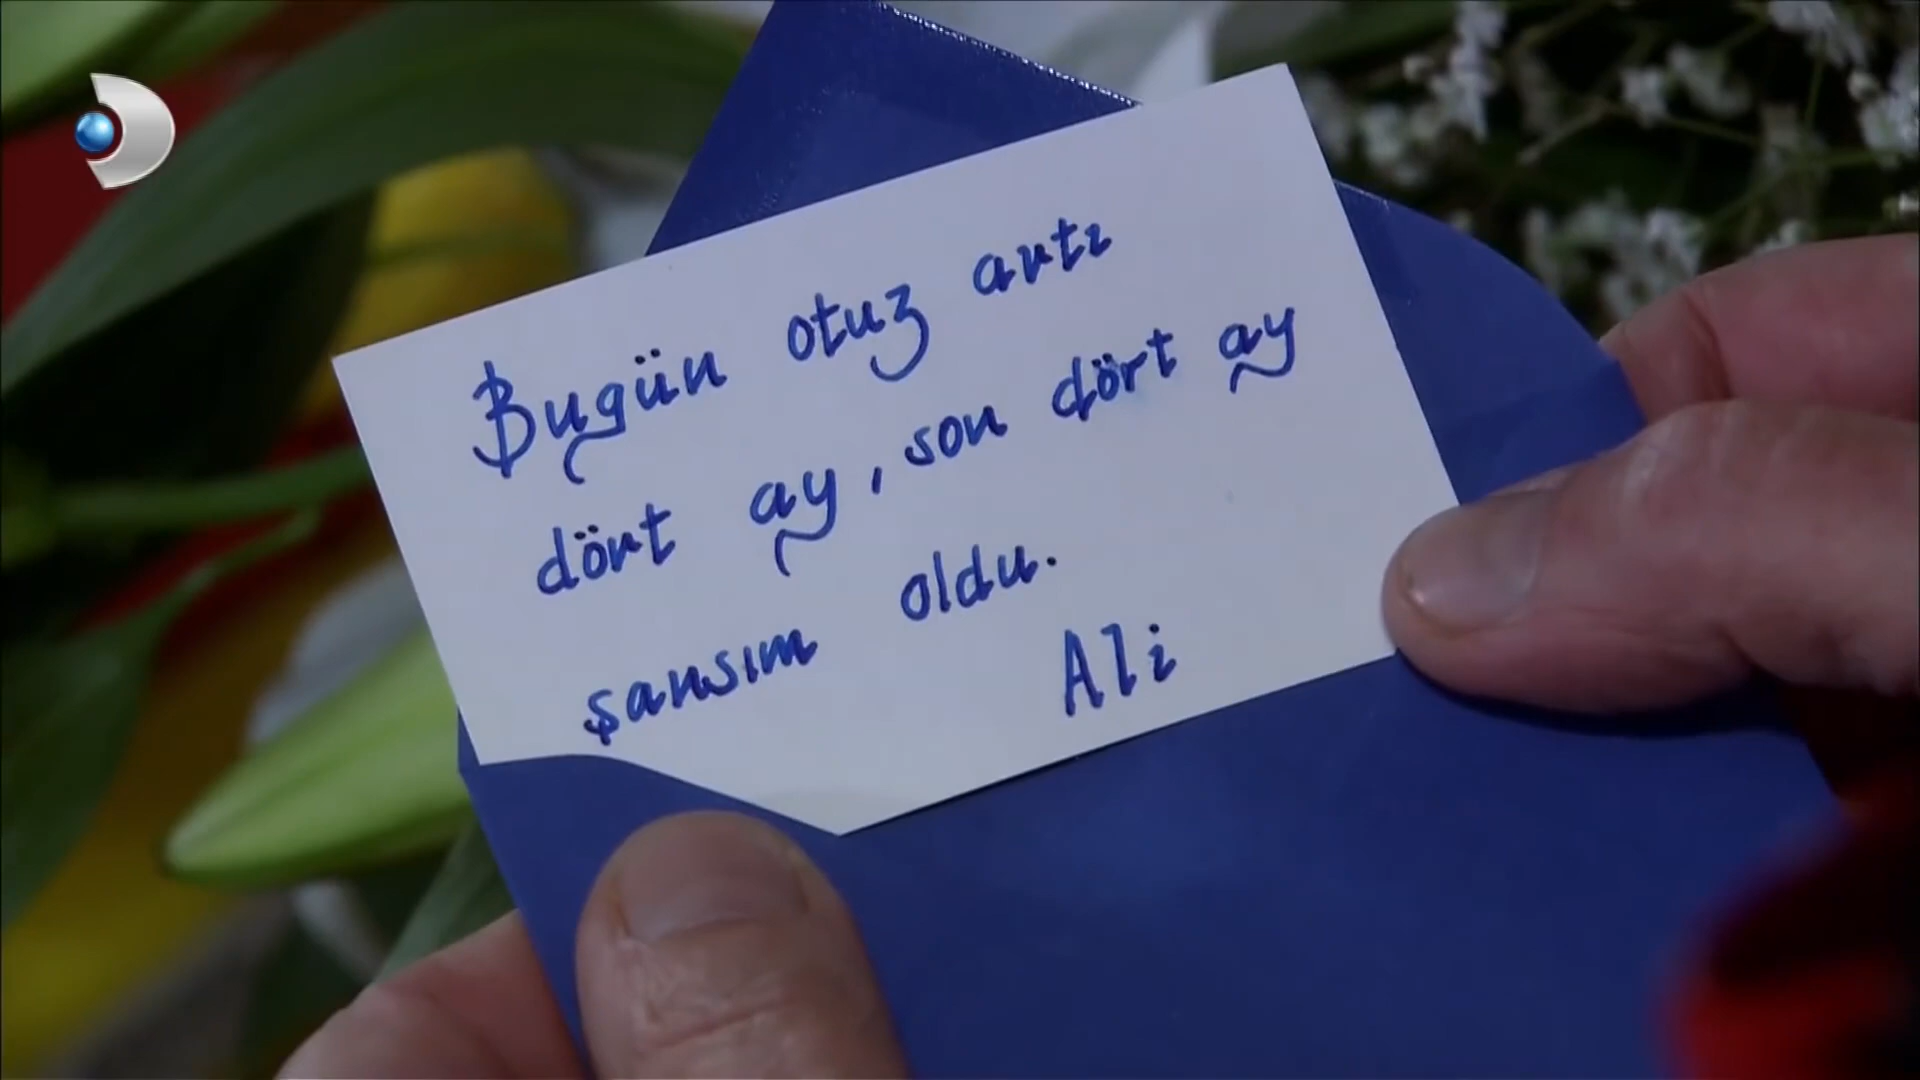 Bugün otuz artı
dört ay, son dört ay
şansım oldu.
Ali